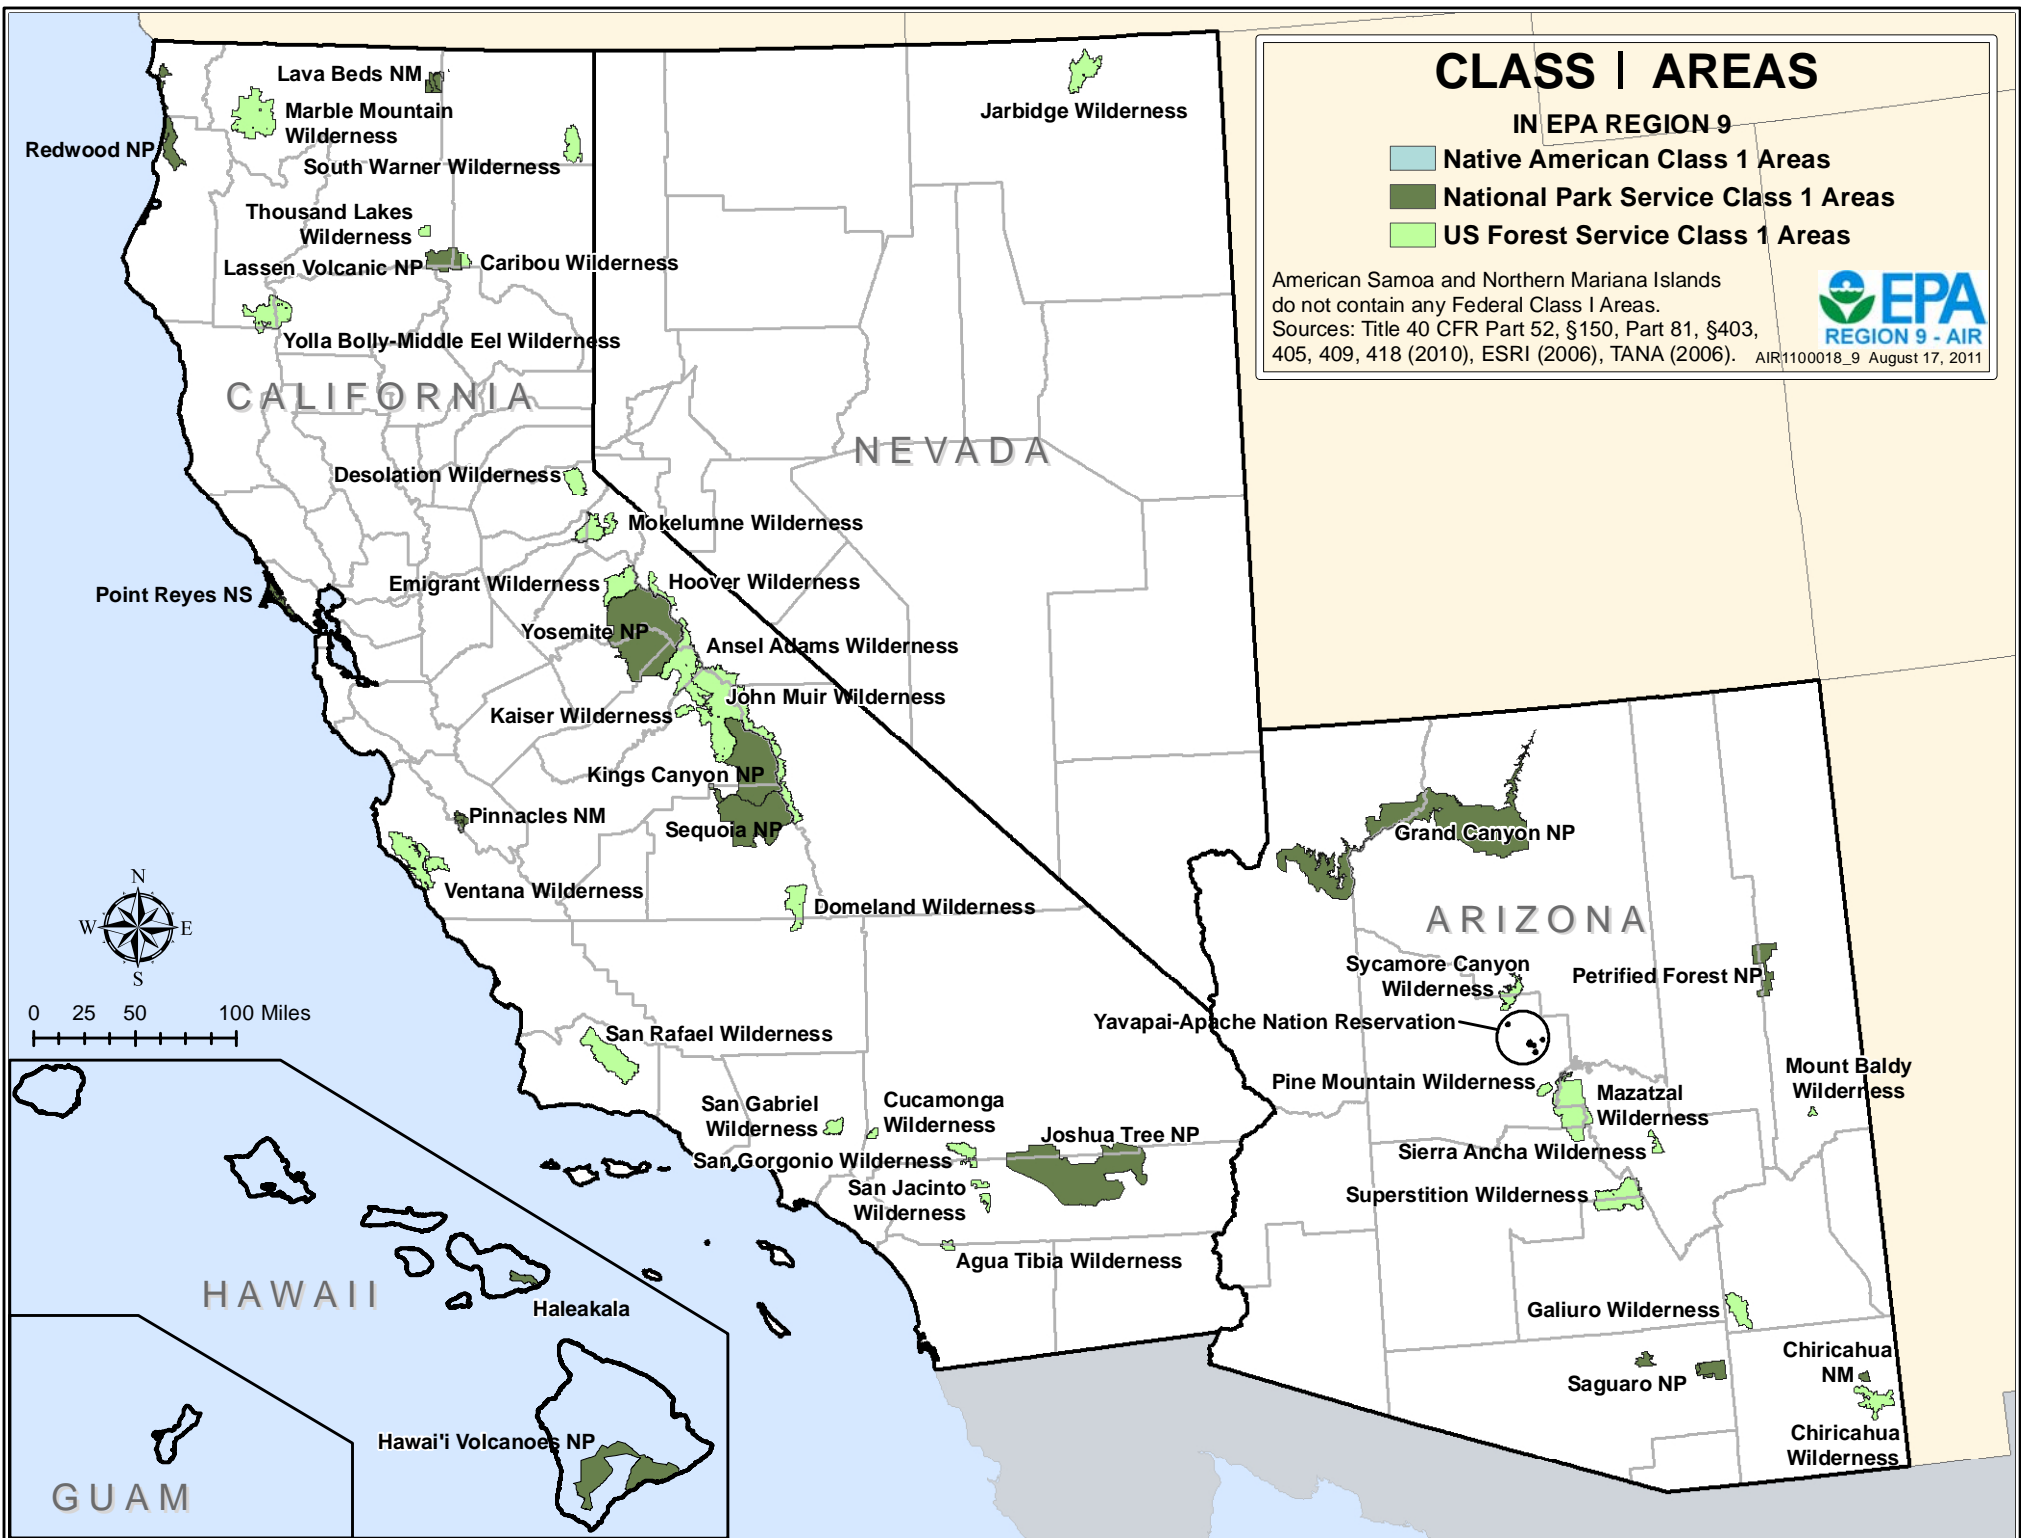 CLASS I AREAS
IN EPA REGION 9
Native American Class 1 Areas
National Park Service Class 1 Areas
US Forest Service Class 1 Areas
American Samoa and Northern Mariana Islands
do not contain any Federal Class I Areas.
Sources: Title 40 CFR Part 52, §150, Part 81, §403,
405, 409, 418 (2010), ESRI (2006), TANA (2006).
EPA
REGION 9 - AIR
AIR1100018_9 August 17, 2011
Lava Beds NM
Marble Mountain
Wilderness
Redwood NP
South Warner Wilderness
Thousand Lakes
Wilderness
Lassen Volcanic NP
Caribou Wilderness
Yolla Bolly-Middle Eel Wilderness
CALIFORNIA
Jarbidge Wilderness
NEVADA
Desolation Wilderness
Mokelumne Wilderness
Emigrant Wilderness
Hoover Wilderness
Point Reyes NS
Yosemite NP
Ansel Adams Wilderness
John Muir Wilderness
Kaiser Wilderness
Kings Canyon NP
Pinnacles NM
Sequoia NP
Ventana Wilderness
Domeland Wilderness
N
W
E
S
0 25 50 100 Miles
San Rafael Wilderness
San Gabriel
Wilderness
Cucamonga
Wilderness
Joshua Tree NP
San Gorgonio Wilderness
San Jacinto
Wilderness
Agua Tibia Wilderness
Grand Canyon NP
ARIZONA
Sycamore Canyon
Wilderness
Petrified Forest NP
Yavapai-Apache Nation Reservation
Pine Mountain Wilderness
Mazatzal
Wilderness
Mount Baldy
Wilderness
Sierra Ancha Wilderness
Superstition Wilderness
Galiuro Wilderness
Saguaro NP
Chiricahua
NM
Chiricahua
Wilderness
HAWAII
Haleakala
Hawai'i Volcanoes NP
GUAM